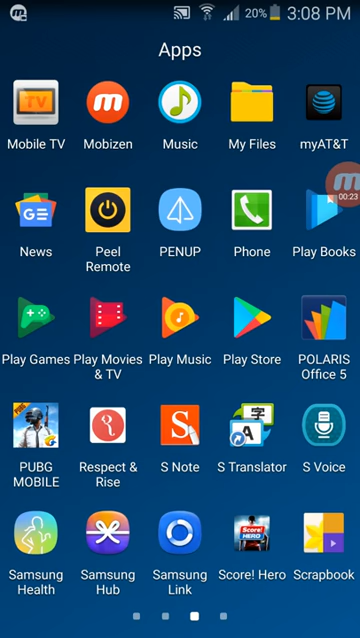 20% 3:08 PM
Apps
TV
Mobile TV
Mobizen
Music
My Files
myAT&T
00:23
GE
News
Peel
Remote
PENUP
Phone
Play Books
Play Games
Play Movies
& TV
Play Music
Play Store
POLARIS
Office 5
PUBG
PUBG
MOBILE
Respect &
Rise
S
S Note
字
A
S Translator
S Voice
Samsung
Health
Samsung
Hub
Samsung
Link
Score!
HERO
Score! Hero
Scrapbook